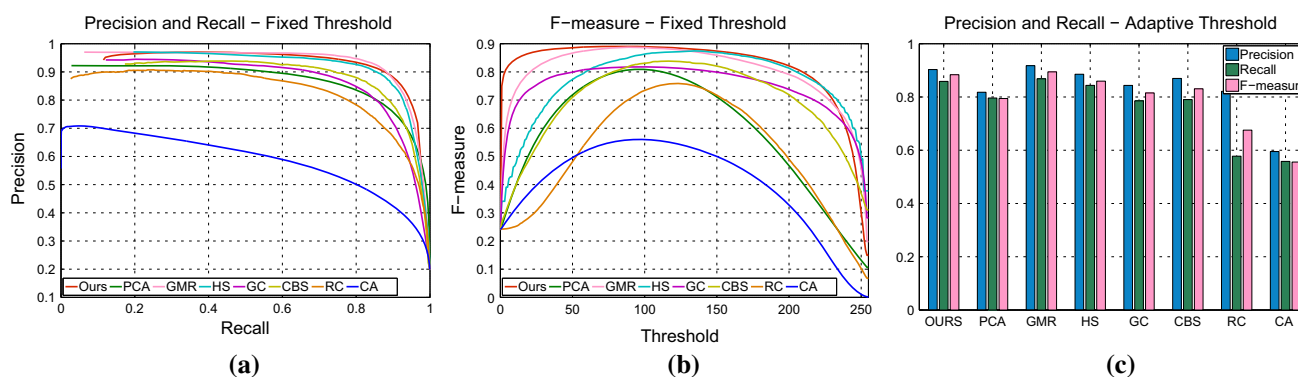 Precision and Recall − Fixed Threshold
1
0.9
0.8
0.7
0.6
0.5
0.4
0.3
0.2
0.1
Precision
0 0.2 0.4 0.6 0.8 1
Recall
Ours PCA GMR HS GC CBS RC CA
(a)
F−measure − Fixed Threshold
0.9
0.8
0.7
0.6
0.5
0.4
0.3
0.2
0.1
0
F−measure
0 50 100 150 200 250
Threshold
Ours PCA GMR HS GC CBS RC CA
(b)
Precision and Recall − Adaptive Threshold
1
0.8
0.6
0.4
0.2
0
Precision
Recall
F−measur
OURS PCA GMR HS GC CBS RC CA
(c)